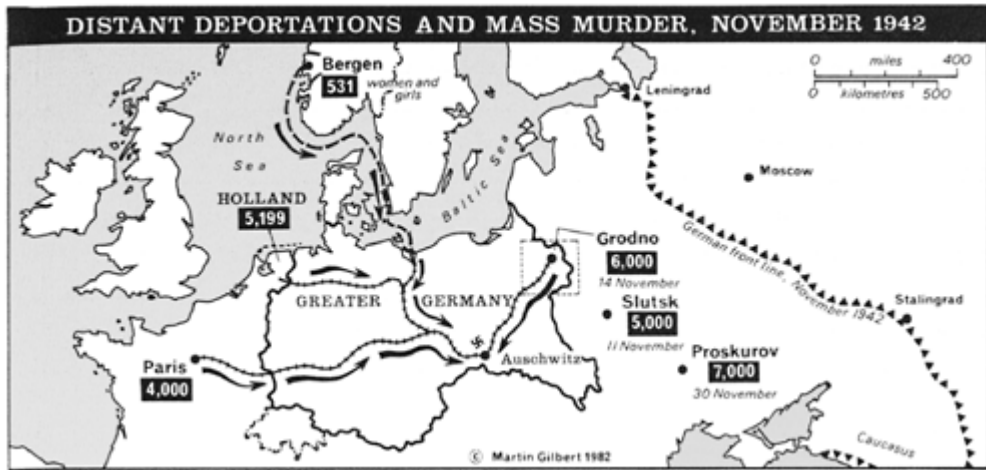 DISTANT DEPORTATIONS AND MASS MURDER, NOVEMBER 1942
Bergen
531
women and
girls
0 miles 400
0 kilometres 500
Leningrad
North
Sea
Baltic Sea
Moscow
HOLLAND
5,199
German front line, November 1942
Grodno
6,000
14 November
GREATER GERMANY
Slutsk
5,000
11 November
Stalingrad
Auschwitz
Paris
4,000
Proskurov
7,000
30 November
Caucasus
© Martin Gilbert 1982